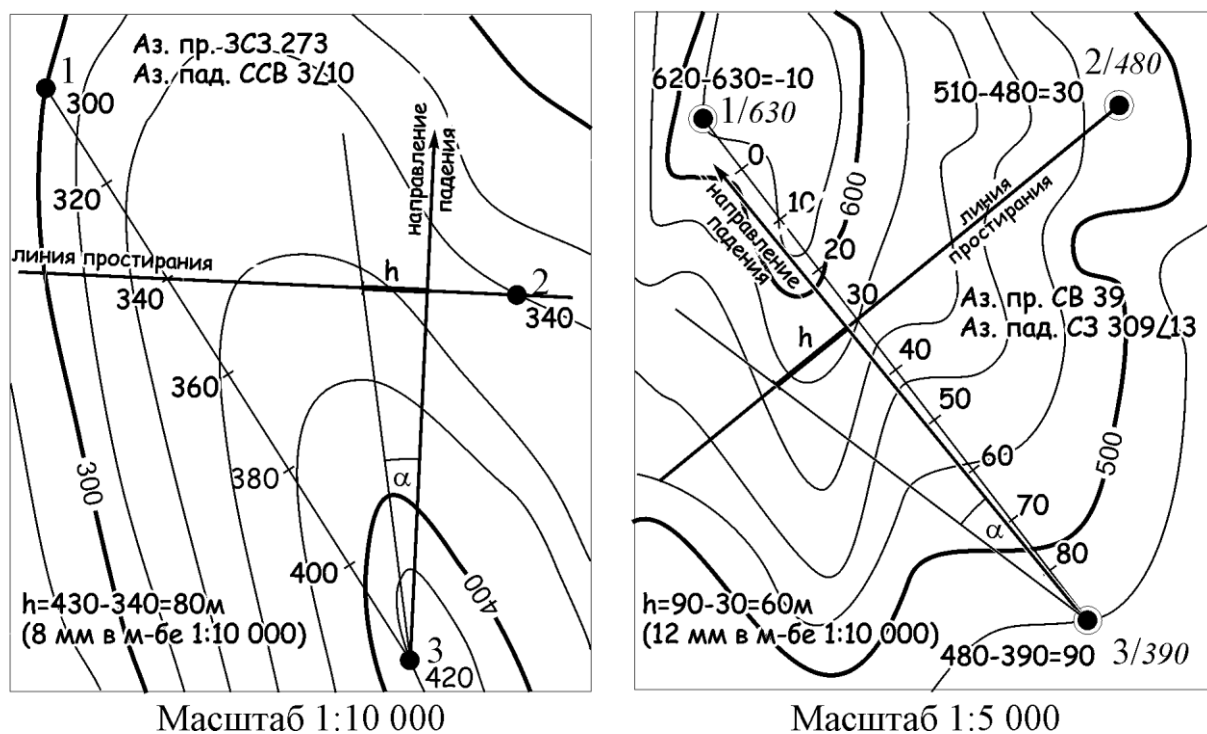 Аз. пр. ЗСЗ 273
Аз. пад. ССВ 3∠10
1
300
320
линия простирания
340
h
2
340
направление
падения
360
380
α
300
400
400
h=430-340=80м
(8 мм в м-бе 1:10 000)
3
420
Масштаб 1:10 000
620-630=-10
1/630
2/480
510-480=30
0
10
20
30
600
направление
падения
линия
простирания
Аз. пр. СВ 39
Аз. пад. СЗ 309∠13
h
40
50
60
70
80
500
α
h=90-30=60м
(12 мм в м-бе 1:10 000)
480-390=90
3/390
Масштаб 1:5 000